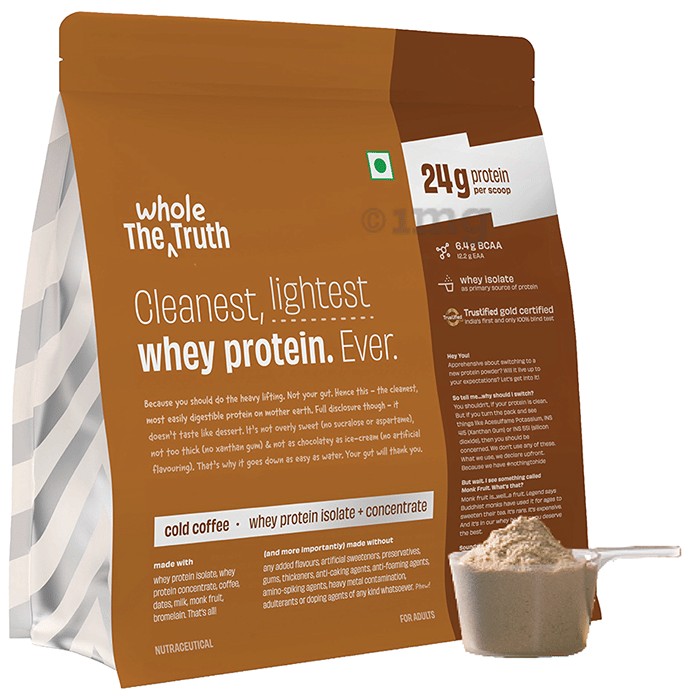 The whole Truth
Cleanest, lightest
whey protein. Ever.
Because you should do the heavy lifting. Not your gut. Hence this - the cleanest,
most easily digestible protein on mother earth. Full disclosure though - it
doesn't taste like dessert. It's not overly sweet (no sucralose or aspartame),
not too thick (no xanthan gum) & not as chocolatey as ice-cream (no artificial
flavouring). That's why it goes down as easy as water. Your gut will thank you.
cold coffee · whey protein isolate + concentrate
made with
whey protein isolate, whey
protein concentrate, coffee,
dates, milk, monk fruit,
bromelain. That's all!
(and more importantly) made without
any added flavours, artificial sweeteners, preservatives,
gums, thickeners, anti-caking agents, anti-foaming agents,
amino-spiking agents, heavy metal contamination,
adulterants or doping agents of any kind whatsoever. Phew!
NUTRACEUTICAL
FOR ADULTS
24g protein
per scoop
©1mg
6.4 g BCAA
12.2 g EAA
whey isolate
as primary source of protein
Trustified
Trustified gold certified
India's first and only 100% blind test.
Hey You!
Apprehensive about switching to a
new protein powder? Will it live up to
your expectations? Let's get into it!
So tell me...why should I switch?
You shouldn't, if your protein is clean.
But if you turn the pack and see
things like Acesulfame Potassium, INS
415 (Xanthan Gum) or INS 551 (silicon
dioxide), then you should be
concerned. We don't use any of these.
What we use, we declare upfront.
Because we have #nothingtohide
But wait. I see something called
Monk Fruit. What's that?
Monk fruit is...well...a fruit. Legend says
Buddhist monks have used it for ages to
sweeten their tea. It's rare. It's expensive
And it's in our whey because you deserve
the best.